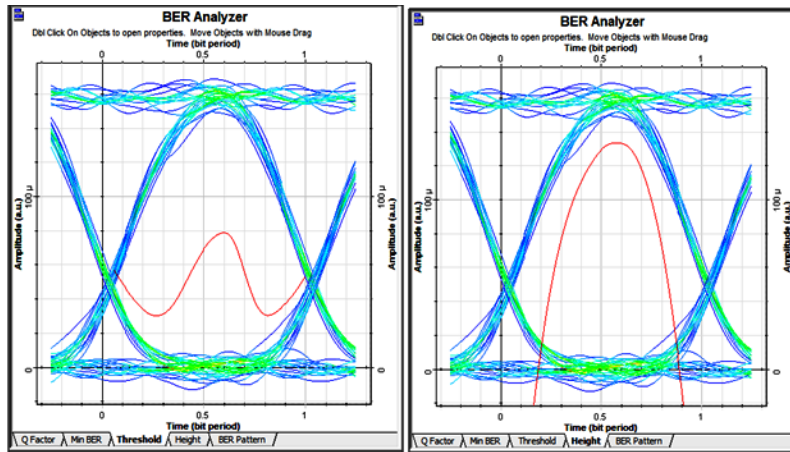 BER Analyzer
Dbl Click On Objects to open properties. Move Objects with Mouse Drag
Time (bit period)
0 0.5 1
Amplitude (a.u.)
100 µ
0
100 µ
0
Amplitude (a.u.)
0 0.5 1
Time (bit period)
Q Factor Min BER Threshold Height BER Pattern
BER Analyzer
Dbl Click On Objects to open properties. Move Objects with Mouse Drag
Time (bit period)
0 0.5 1
Amplitude (a.u.)
100 µ
0
100 µ
0
Amplitude (a.u.)
0 0.5 1
Time (bit period)
Q Factor Min BER Threshold Height BER Pattern